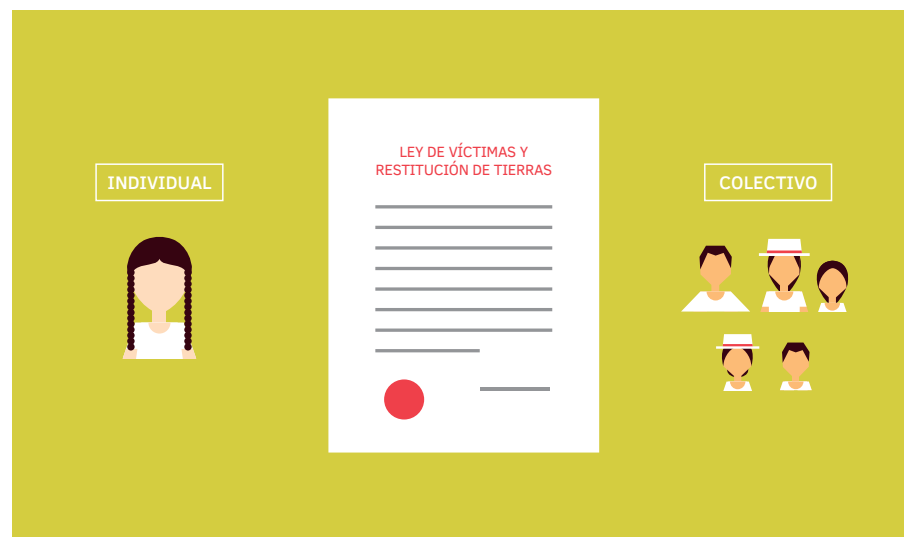 INDIVIDUAL
LEY DE VÍCTIMAS Y
RESTITUCIÓN DE TIERRAS
COLECTIVO